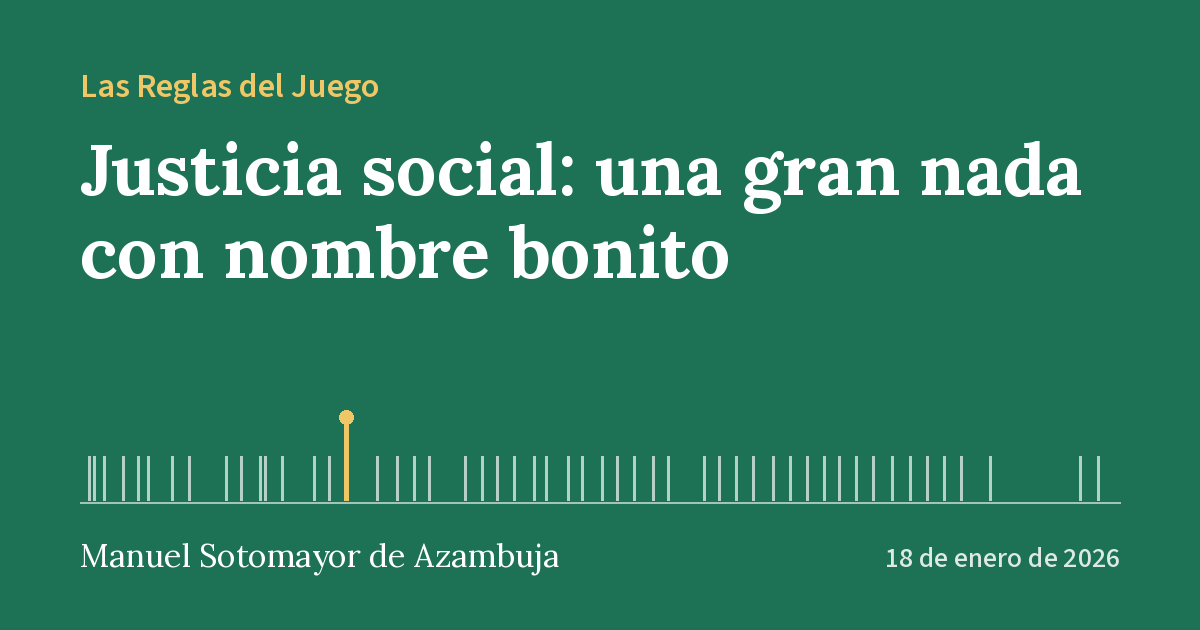 Las Reglas del Juego
Justicia social: una gran nada
con nombre bonito
Manuel Sotomayor de Azambuja
18 de enero de 2026